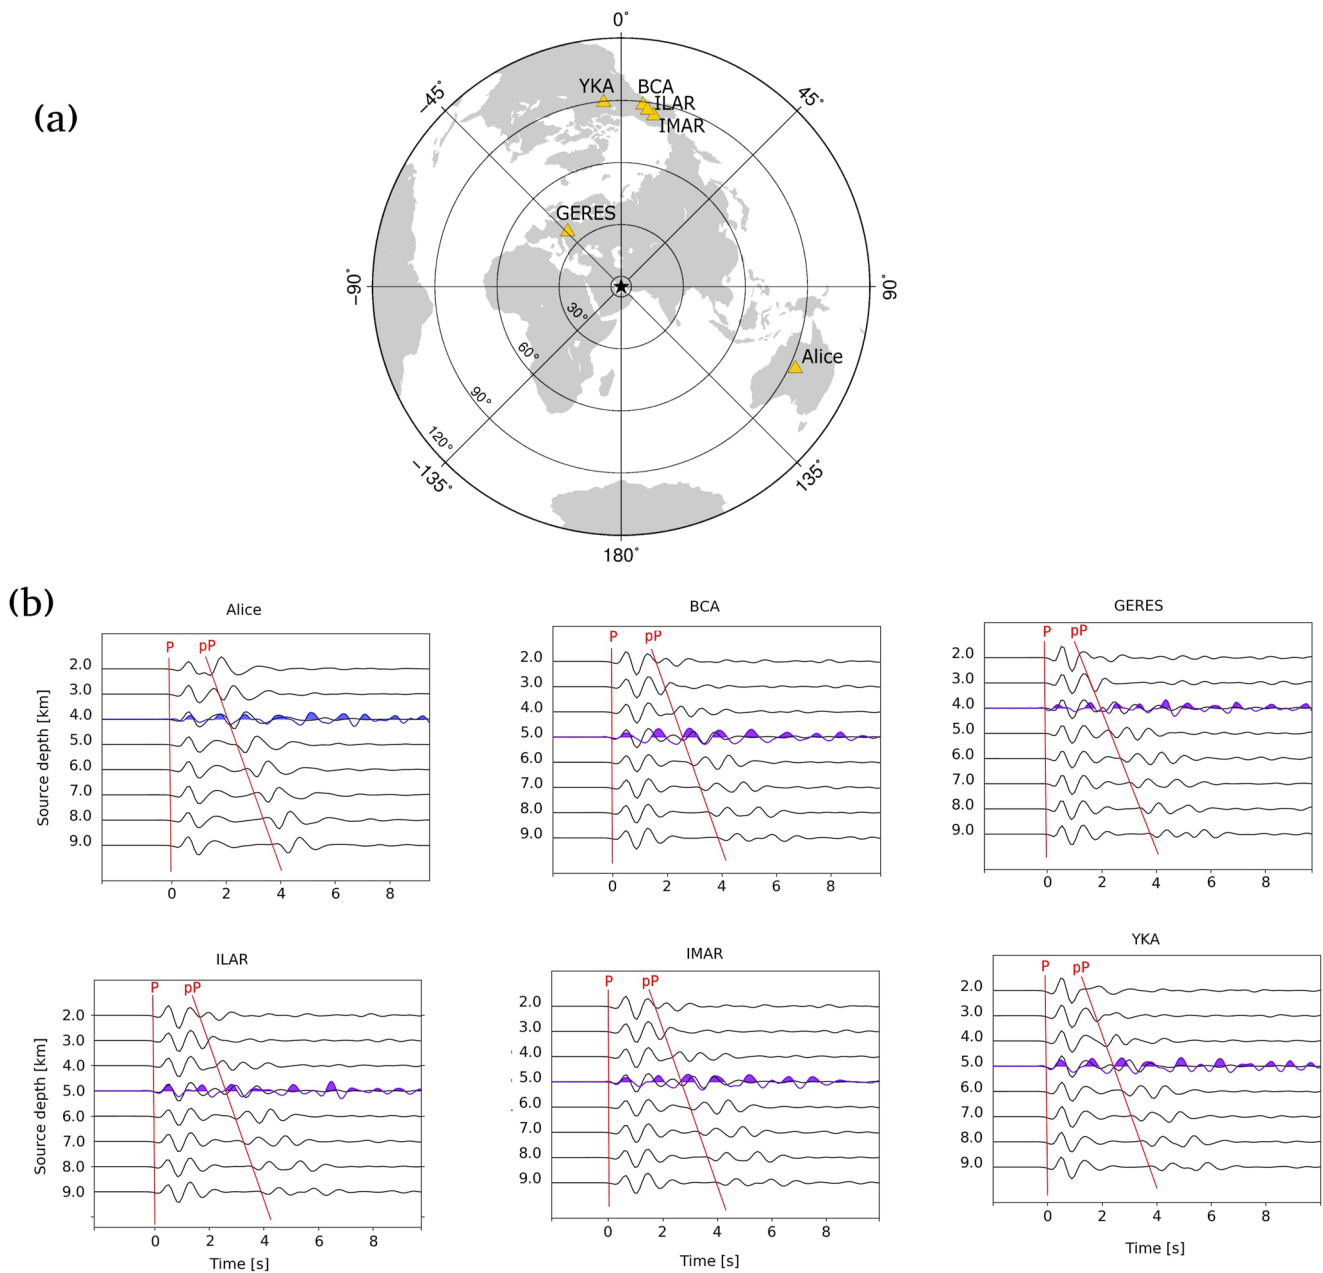 (a)
0°
−45°
45°
YKA
BCA
ILAR
IMAR
GERES
−90°
90°
30°
60°
90°
120°
Alice
−135°
135°
180°
(b)
Alice
P
pP
Source depth [km]
2.0
3.0
4.0
5.0
6.0
7.0
8.0
9.0
0 2 4 6 8
BCA
P
pP
2.0
3.0
4.0
5.0
6.0
7.0
8.0
9.0
0 2 4 6 8
GERES
P
pP
2.0
3.0
4.0
5.0
6.0
7.0
8.0
9.0
0 2 4 6 8
ILAR
P
pP
Source depth [km]
2.0
3.0
4.0
5.0
6.0
7.0
8.0
9.0
0 2 4 6 8
Time [s]
IMAR
P
pP
2.0
3.0
4.0
5.0
6.0
7.0
8.0
9.0
0 2 4 6 8
Time [s]
YKA
P
pP
2.0
3.0
4.0
5.0
6.0
7.0
8.0
9.0
0 2 4 6 8
Time [s]